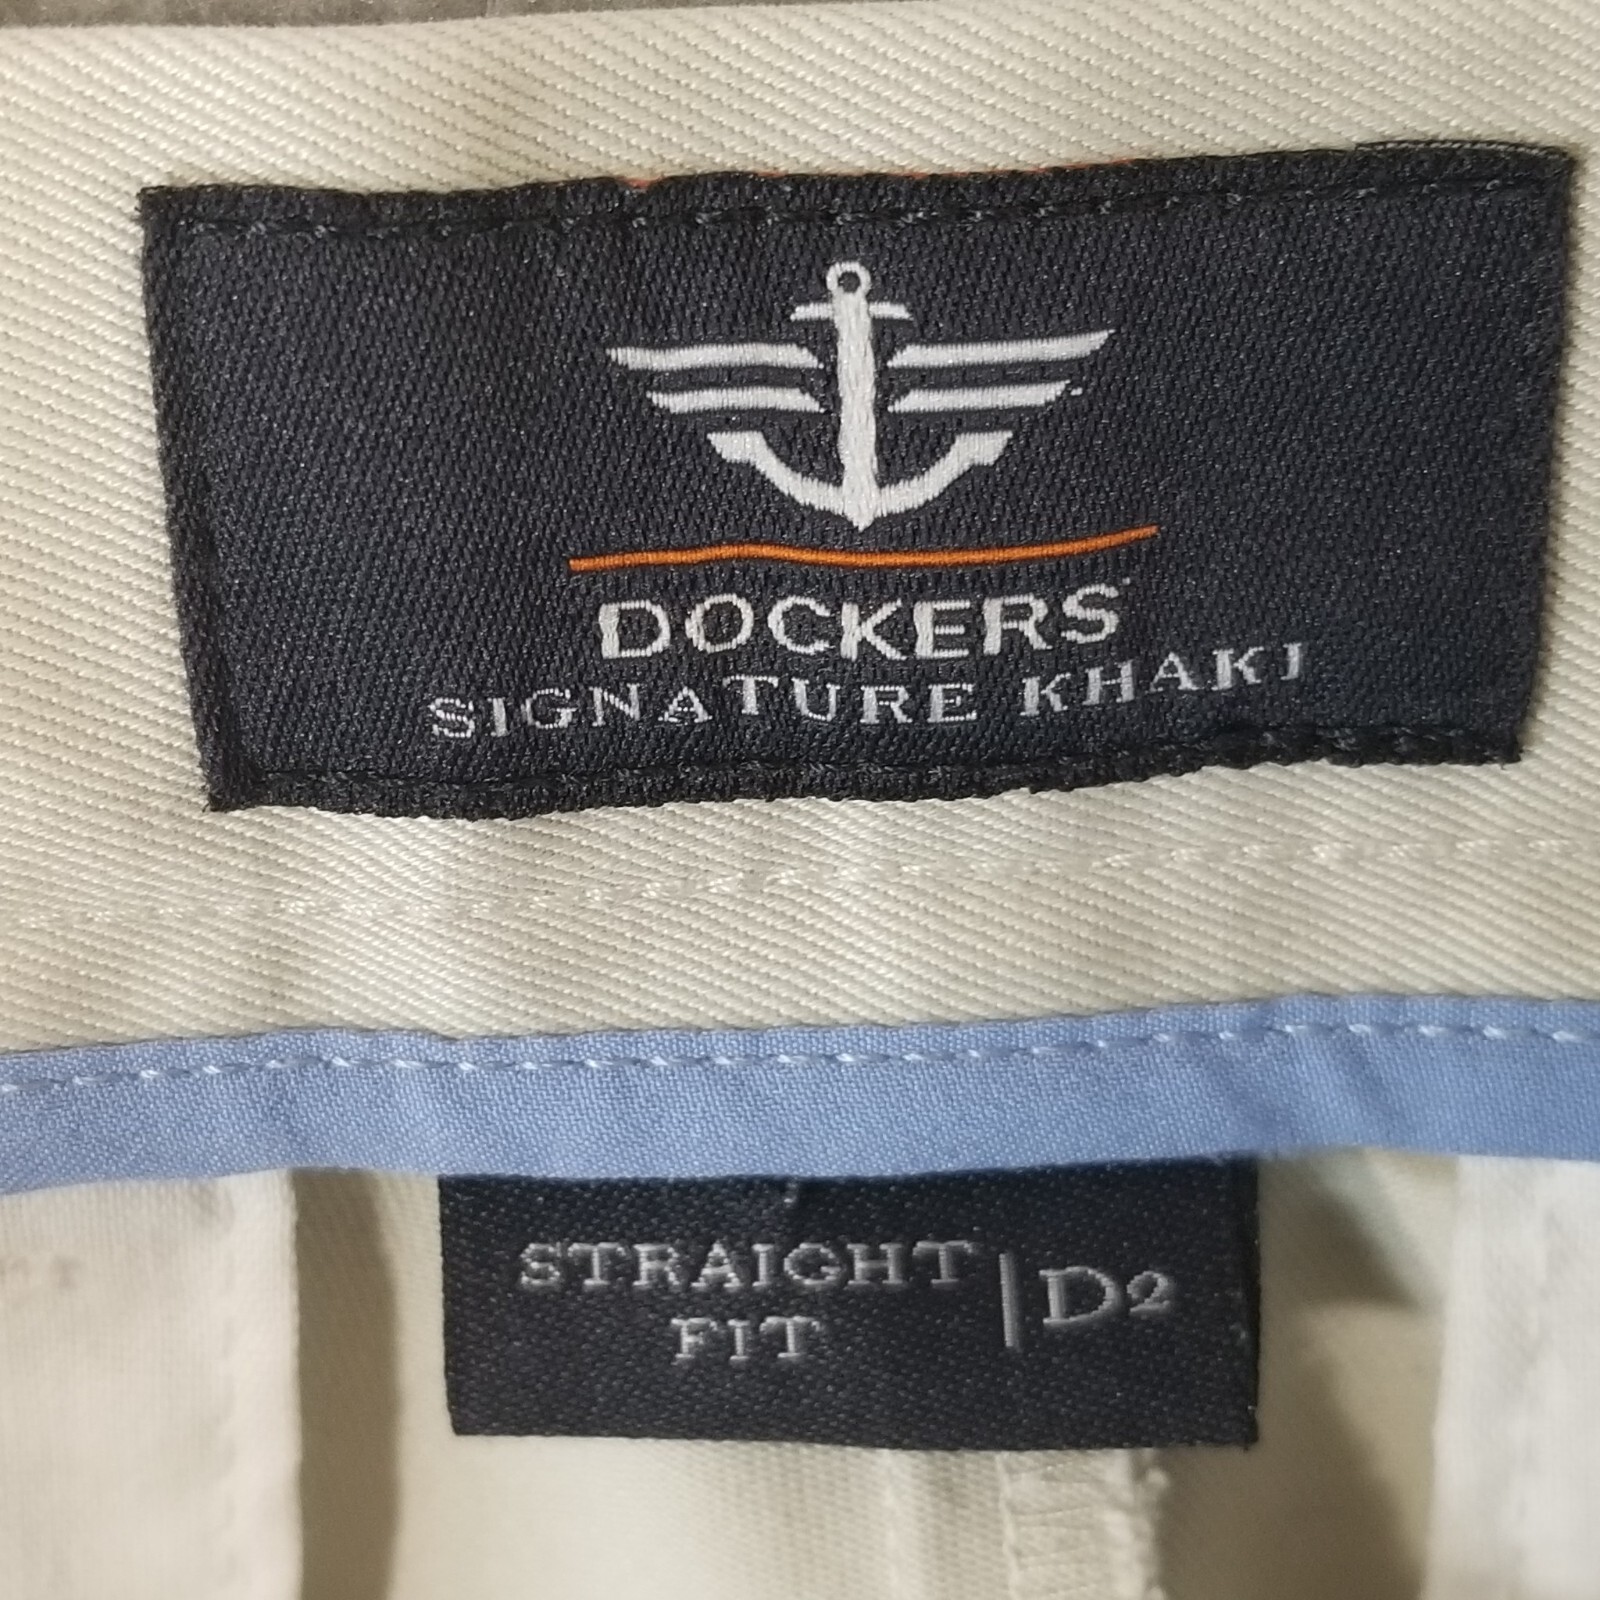 DOCKERS
SIGNATURE KHAKI
STRAIGHT
FIT
D2